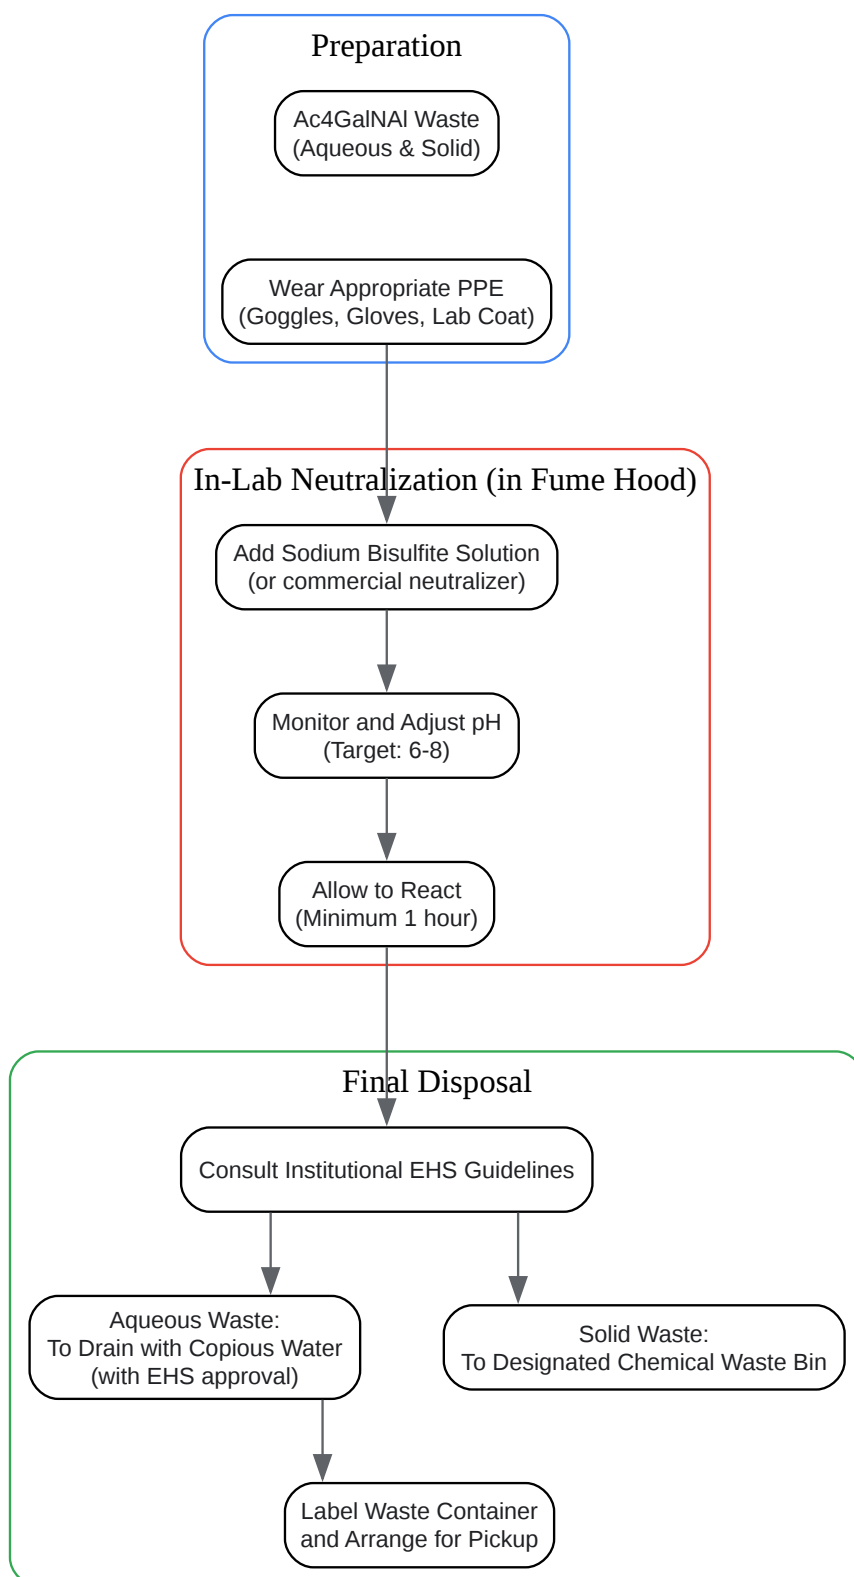 Preparation
Ac4GalNAl Waste
(Aqueous & Solid)
Wear Appropriate PPE
(Goggles, Gloves, Lab Coat)
In-Lab Neutralization (in Fume Hood)
Add Sodium Bisulfite Solution
(or commercial neutralizer)
Monitor and Adjust pH
(Target: 6-8)
Allow to React
(Minimum 1 hour)
Final Disposal
Consult Institutional EHS Guidelines
Aqueous Waste:
To Drain with Copious Water
(with EHS approval)
Solid Waste:
To Designated Chemical Waste Bin
Label Waste Container
and Arrange for Pickup